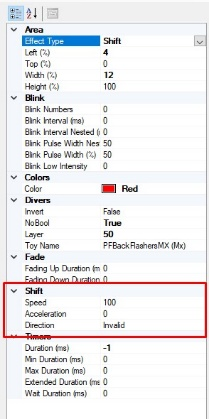 Area
Effect Type Shift
Left (%) 4
Top (%) 0
Width (%) 12
Height (%) 100
Blink
Blink Numbers 0
Blink Interval (ms) 0
Blink Interval Nested ( 0
Blink Pulse Width Nes 50
Blink Pulse Width (%) 50
Blink Low Intensity 0
Colors
Color Red
Divers
Invert False
NoBool True
Layer 50
Toy Name PFBackFlashersMX (Mx)
Fade
Fading Up Duration (m 0
Fading Down Duration 0
Shift
Speed 100
Acceleration 0
Direction Invalid
Timers
Duration (ms) -1
Min Duration (ms) 0
Max Duration (ms) 0
Extended Duration (ms 0
Wait Duration (ms) 0